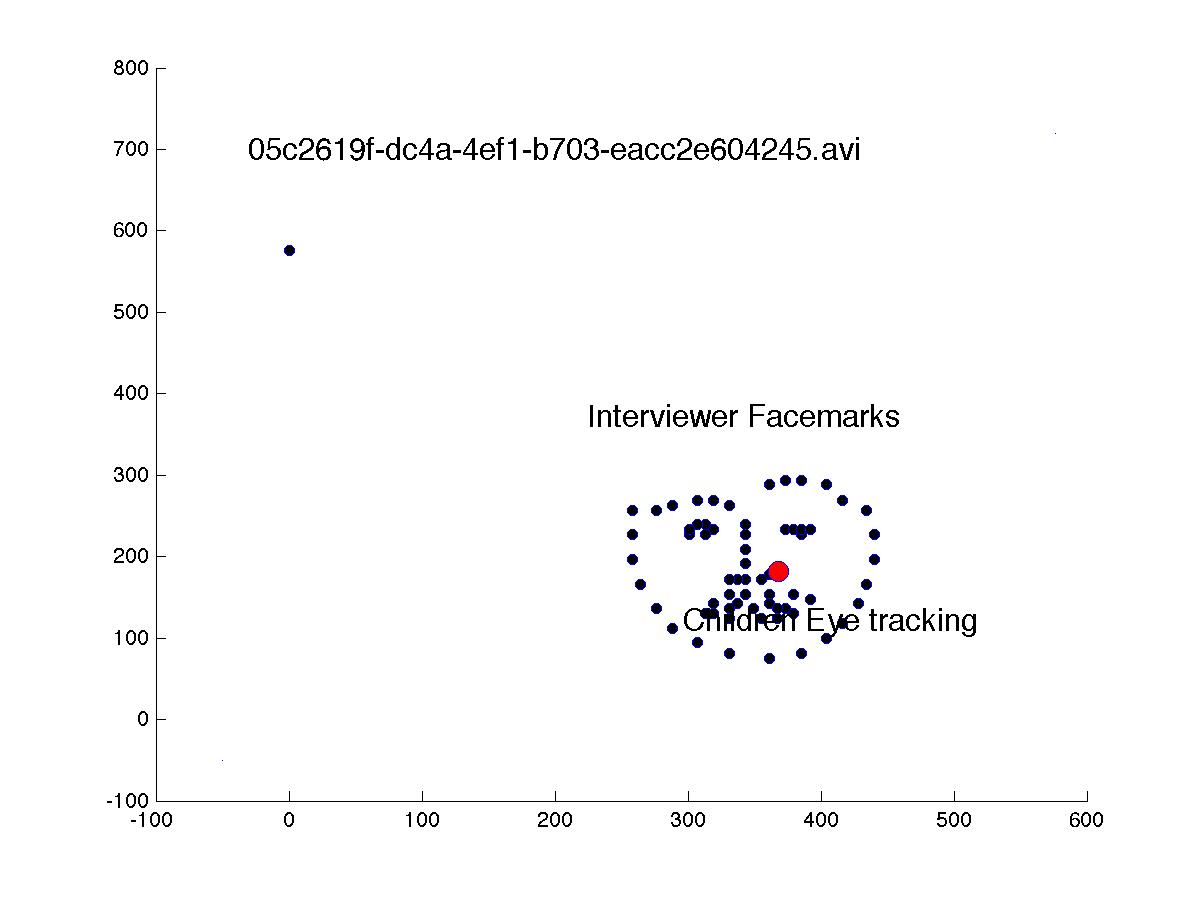 800
700
05c2619f-dc4a-4ef1-b703-eacc2e604245.avi
600
500
400
Interviewer Facemarks
300
200
100
Children Eye tracking
0
-100
-100 0 100 200 300 400 500 600